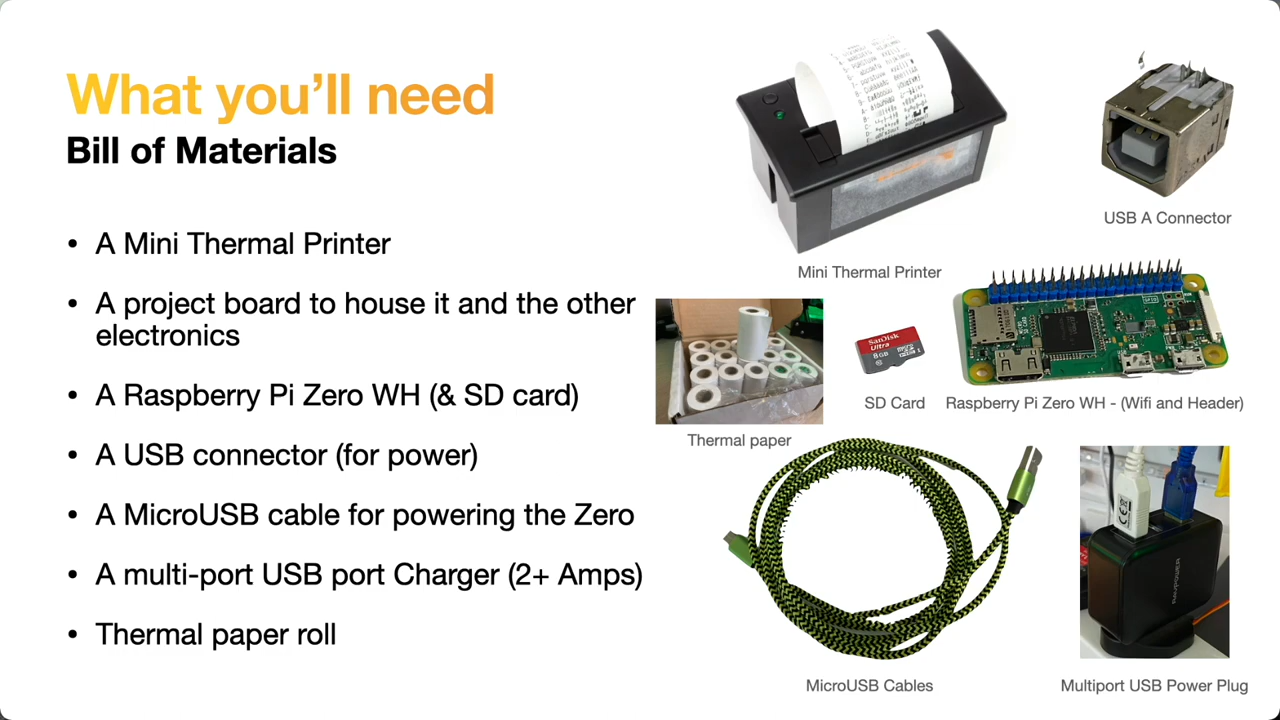 What you'll need
Bill of Materials
• A Mini Thermal Printer
• A project board to house it and the other
electronics
• A Raspberry Pi Zero WH (& SD card)
• A USB connector (for power)
• A MicroUSB cable for powering the Zero
• A multi-port USB port Charger (2+ Amps)
• Thermal paper roll
Mini Thermal Printer
USB A Connector
Thermal paper
SanDisk
Ultra
8GB
SD Card
Raspberry Pi Zero WH - (Wifi and Header)
MicroUSB Cables
Multiport USB Power Plug